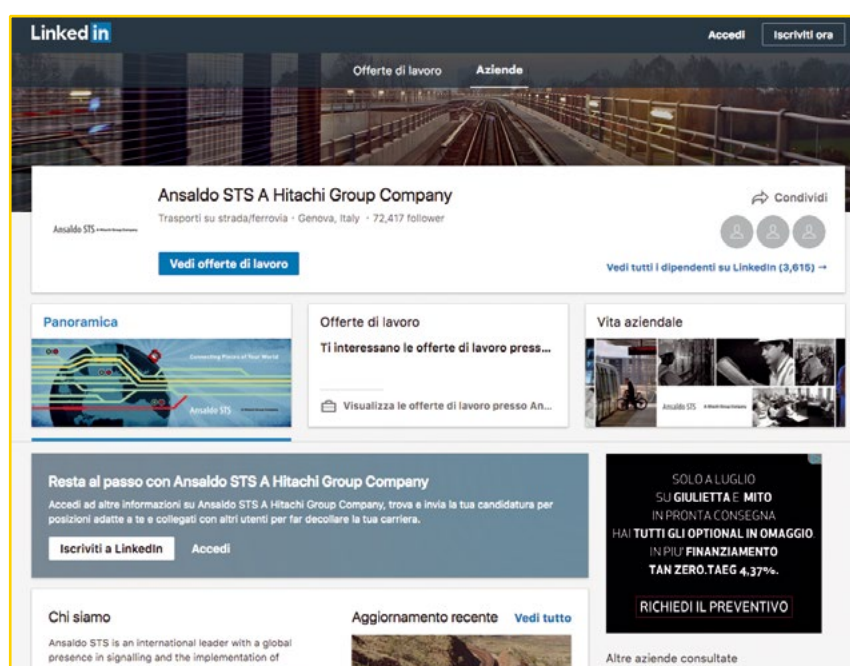 Linked in
Accedi
Iscriviti ora
Offerte di lavoro
Aziende
Ansaldo STS A Hitachi Group Company
Condividi
Trasporti su strada/ferrovia • Genova, Italy • 72,417 follower
Ansaldo STS A Hitachi Group Company
Vedi offerte di lavoro
Vedi tutti i dipendenti su LinkedIn (3,615) →
Panoramica
Connecting Places of Your World
Ansaldo STS
Offerte di lavoro
Ti interessano le offerte di lavoro press...
Visualizza le offerte di lavoro presso An...
Vita aziendale
Ansaldo STS A Hitachi Group Company
Resta al passo con Ansaldo STS A Hitachi Group Company
Accedi ad altre informazioni su Ansaldo STS A Hitachi Group Company, trova e invia la tua candidatura per
posizioni adatte a te e collegati con altri utenti per far decollare la tua carriera.
Iscriviti a LinkedIn
Accedi
SOLO A LUGLIO
SU GIULIETTA E MITO
IN PRONTA CONSEGNA
HAI TUTTI GLI OPTIONAL IN OMAGGIO.
IN PIU' FINANZIAMENTO
TAN ZERO.TAEG 4,37%.
RICHIEDI IL PREVENTIVO
Chi siamo
Ansaldo STS is an international leader with a global
presence in signalling and the implementation of
Aggiornamento recente
Vedi tutto
Altre aziende consultate